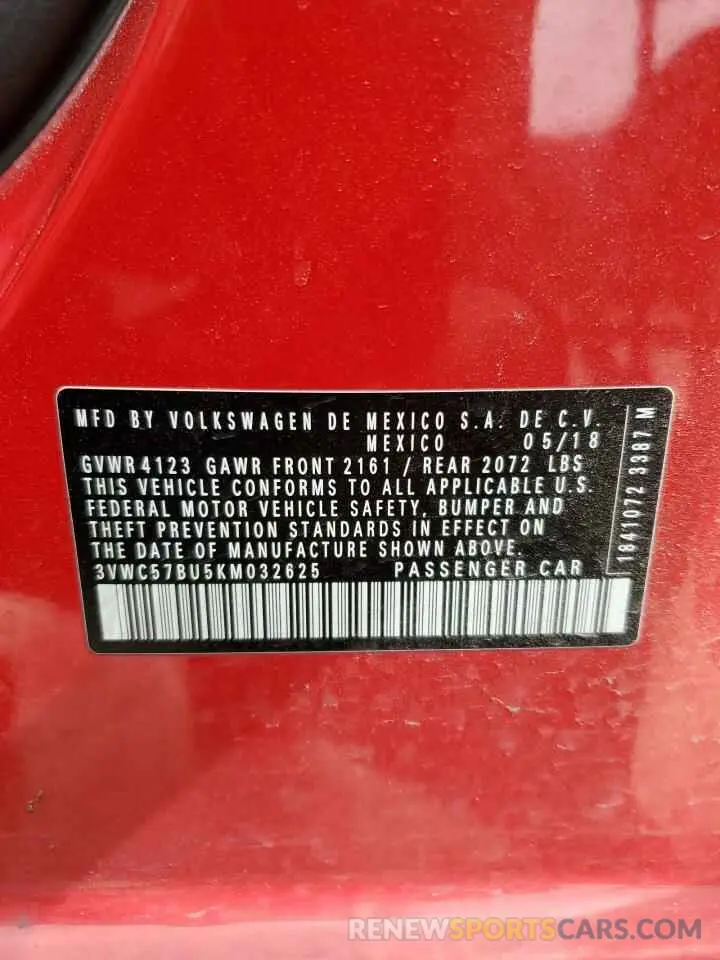 MFD BY VOLKSWAGEN DE MEXICO S.A. DE C.V.
MEXICO 05/18
GVWR 4123 GAWR FRONT 2161 / REAR 2072 LBS
THIS VEHICLE CONFORMS TO ALL APPLICABLE U.S.
FEDERAL MOTOR VEHICLE SAFETY, BUMPER AND
THEFT PREVENTION STANDARDS IN EFFECT ON
THE DATE OF MANUFACTURE SHOWN ABOVE.
3VWC57BU5KM032625 PASSENGER CAR
1841072 3387 M
RENEWSPORTSCARS.COM